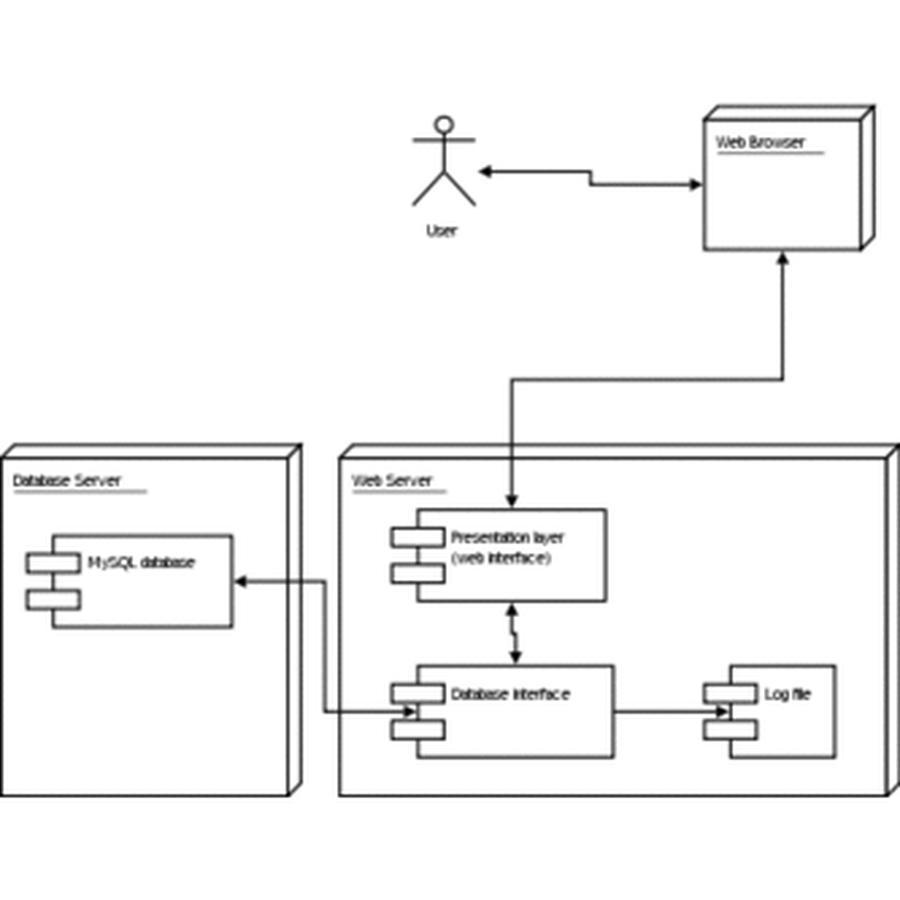 Web Browser
User
Database Server
MySQL database
Web Server
Presentation layer
(web interface)
Database interface
Log file